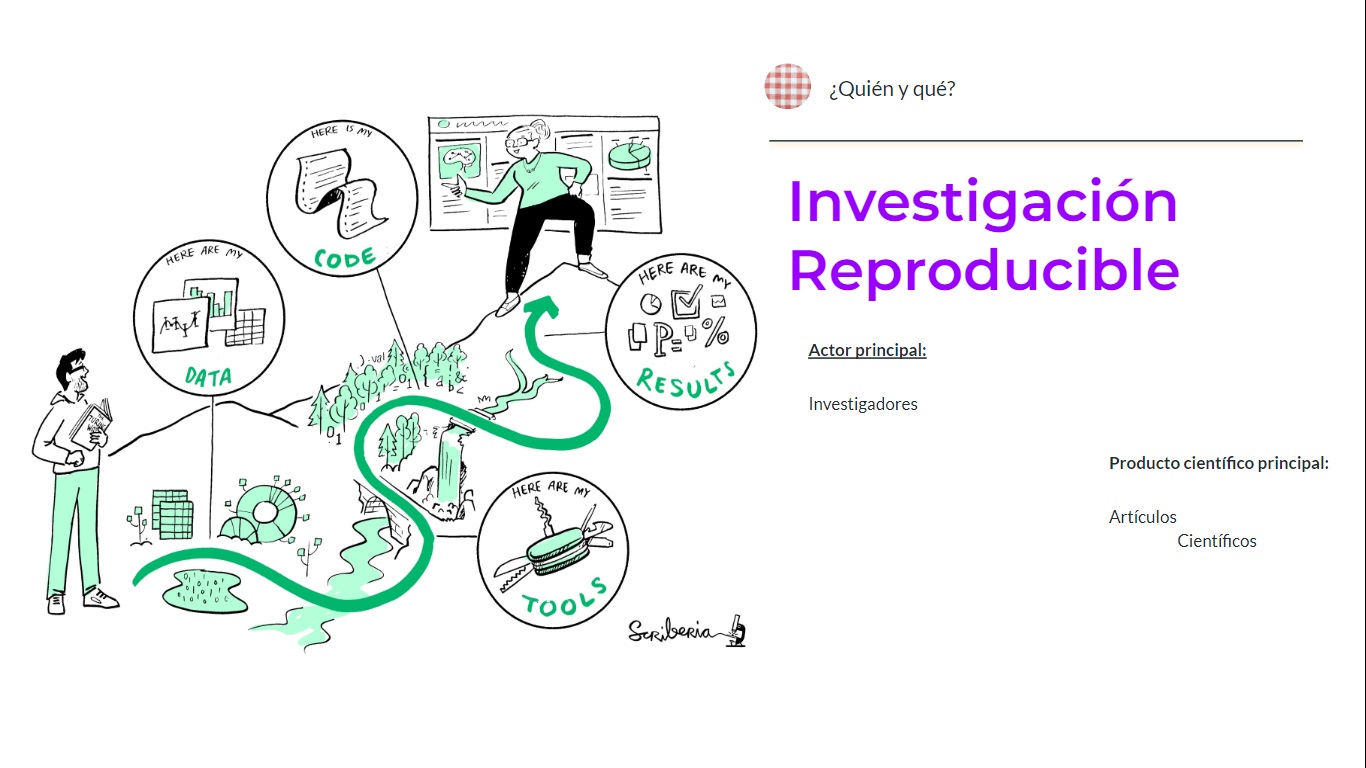 ¿Quién y qué?
Investigación
Reproducible
Actor principal:
Investigadores
Producto científico principal:
Artículos
Científicos
HERE IS MY
CODE
HERE ARE MY
DATA
HERE ARE MY
P=%
RESULTS
HERE ARE MY
TOOLS
Scriberia